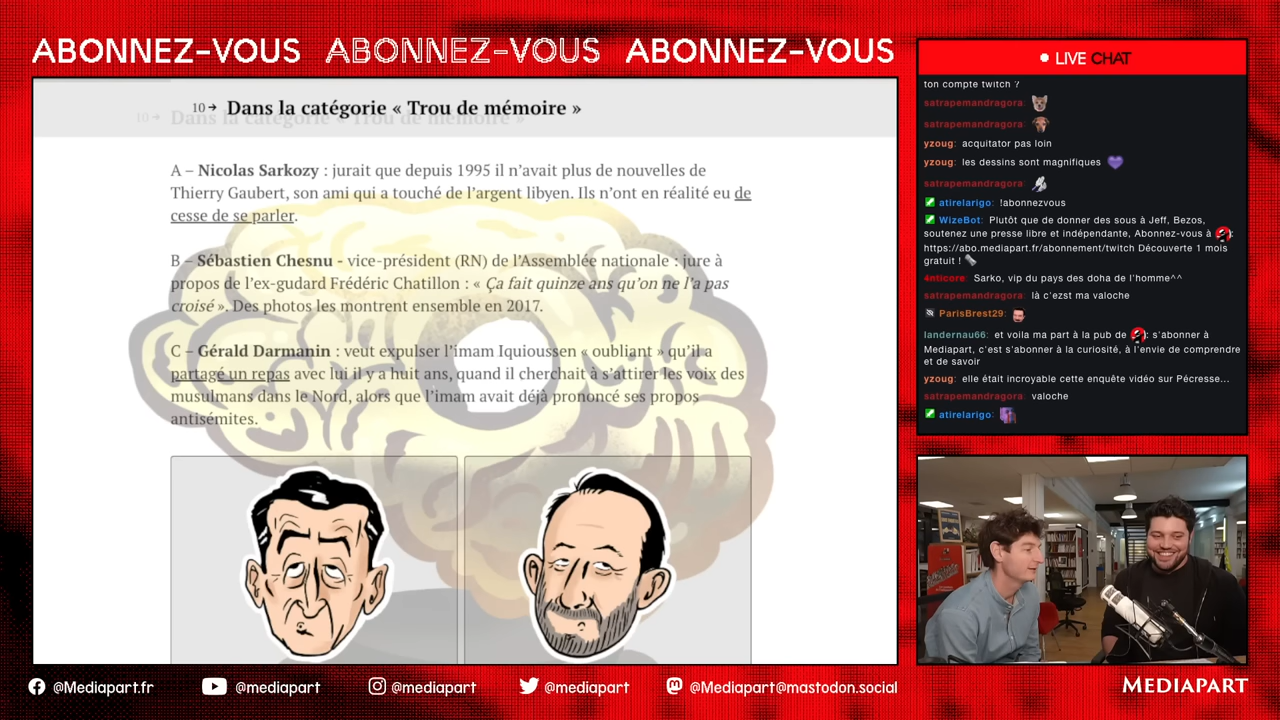 ABONNEZ-VOUS ABONNEZ-VOUS ABONNEZ-VOUS
10 → Dans la catégorie « Trou de mémoire »
10 → Dans la catégorie « Trou de mémoire »
A – Nicolas Sarkozy : jurait que depuis 1995 il n’avait plus de nouvelles de
Thierry Gaubert, son ami qui a touché de l’argent libyen. Ils n’ont en réalité eu de
cesse de se parler.
B – Sébastien Chesnu - vice-président (RN) de l’Assemblée nationale : jure à
propos de l’ex-gudard Frédéric Chatillon : « Ça fait quinze ans qu’on ne l’a pas
croisé ». Des photos les montrent ensemble en 2017.
C – Gérald Darmanin : veut expulser l’imam Iquioussen « oubliant » qu’il a
partagé un repas avec lui il y a huit ans, quand il cherchait à s’attirer les voix des
musulmans dans le Nord, alors que l’imam avait déjà prononcé ses propos
antisémites.
LIVE CHAT
ton compte twitch ?
satrapemandragora:
satrapemandragora:
yzoug: acquitator pas loin
yzoug: les dessins sont magnifiques
satrapemandragora:
atirelarigo: !abonnezvous
WizeBot: Plutôt que de donner des sous à Jeff, Bezos,
soutenez une presse libre et indépendante, Abonnez-vous à :
https://abo.mediapart.fr/abonnement/twitch Découverte 1 mois
gratuit !
4nticore: Sarko, vip du pays des doha de l'homme^^
satrapemandragora: là c'ezst ma valoche
ParisBrest29:
landernau66: et voila ma part à la pub de : s'abonner à
Mediapart, c'est s'abonner à la curiosité, à l'envie de comprendre
et de savoir
yzoug: elle était incroyable cette enquête vidéo sur Pécresse...
satrapemandragora: valoche
atirelarigo:
@Mediapart.fr @mediapart @mediapart @mediapart @Mediapart@mastodon.social
MEDIAPART